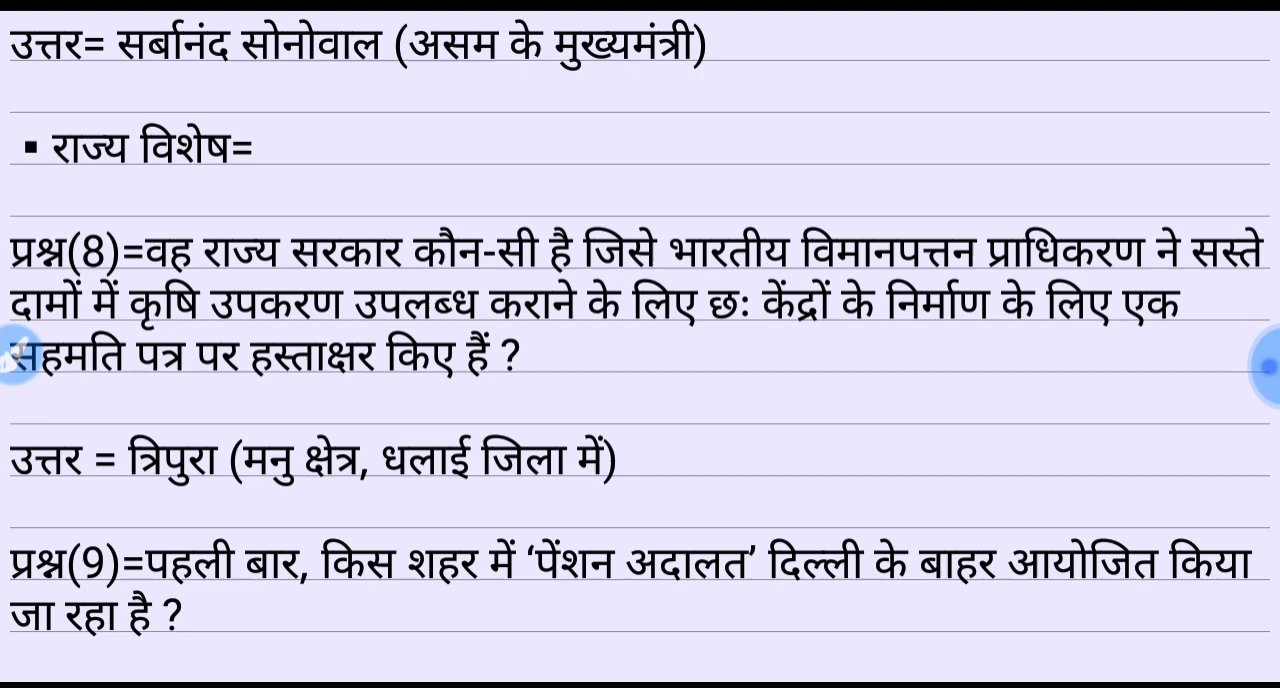 उत्तर= सर्बानंद सोनोवाल (असम के मुख्यमंत्री)
▪ राज्य विशेष=
प्रश्न(8)=वह राज्य सरकार कौन-सी है जिसे भारतीय विमानपत्तन प्राधिकरण ने सस्ते
दामों में कृषि उपकरण उपलब्ध कराने के लिए छः केंद्रों के निर्माण के लिए एक
सहमति पत्र पर हस्ताक्षर किए हैं ?
उत्तर = त्रिपुरा (मनु क्षेत्र, धलाई जिला में)
प्रश्न(9)=पहली बार, किस शहर में ‘पेंशन अदालत’ दिल्ली के बाहर आयोजित किया
जा रहा है ?